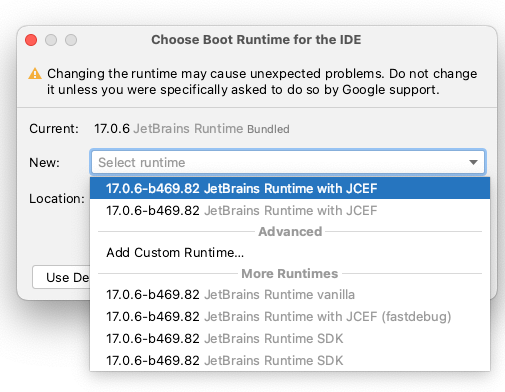 Choose Boot Runtime for the IDE
Changing the runtime may cause unexpected problems. Do not change
it unless you were specifically asked to do so by Google support.
Current: 17.0.6 JetBrains Runtime Bundled
New: Select runtime
17.0.6-b469.82 JetBrains Runtime with JCEF
Location:
17.0.6-b469.82 JetBrains Runtime with JCEF
Advanced
Add Custom Runtime...
More Runtimes
Use De
17.0.6-b469.82 JetBrains Runtime vanilla
17.0.6-b469.82 JetBrains Runtime with JCEF (fastdebug)
17.0.6-b469.82 JetBrains Runtime SDK
17.0.6-b469.82 JetBrains Runtime SDK